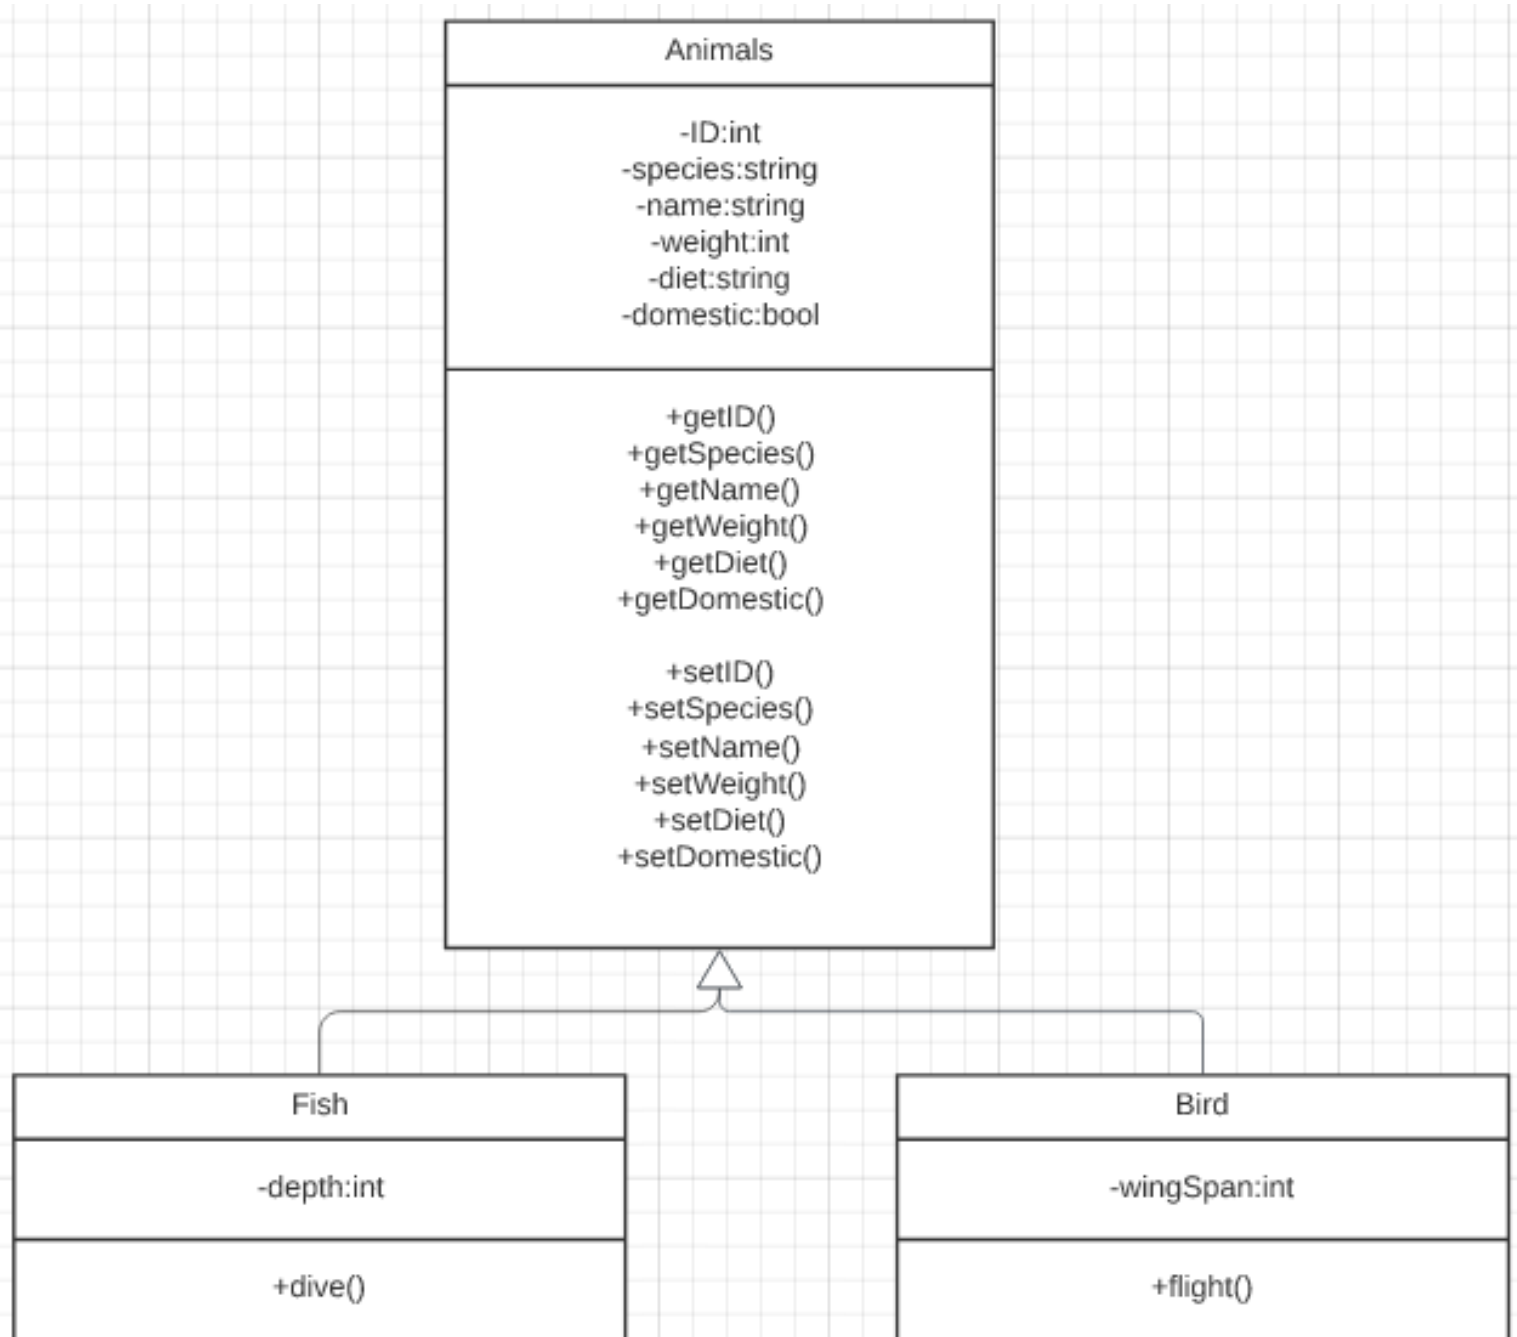 Animals
-ID:int
-species:string
-name:string
-weight:int
-diet:string
-domestic:bool
+getID()
+getSpecies()
+getName()
+getWeight()
+getDiet()
+getDomestic()
+setID()
+setSpecies()
+setName()
+setWeight()
+setDiet()
+setDomestic()
Fish
-depth:int
+dive()
Bird
-wingSpan:int
+flight()